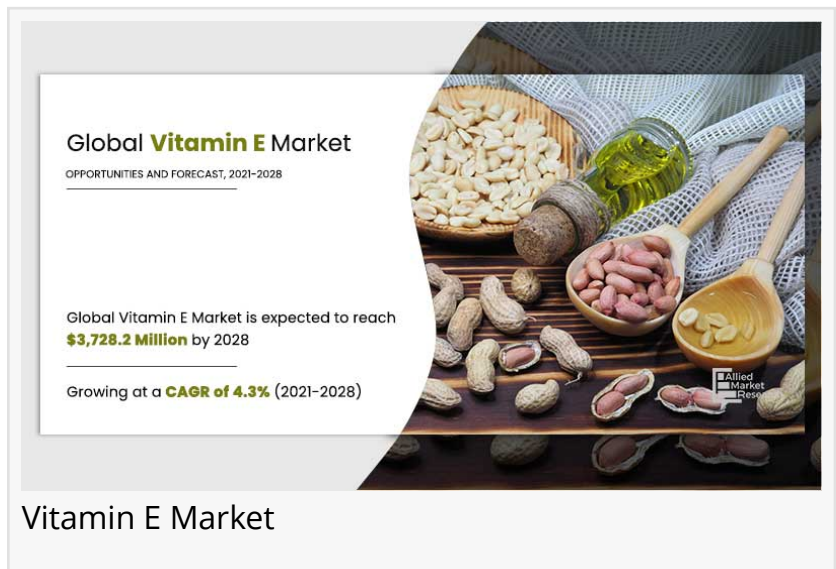 Global Vitamin E Market
OPPORTUNITIES AND FORECAST, 2021-2028
Global Vitamin E Market is expected to reach
$3,728.2 Million by 2028
Growing at a CAGR of 4.3% (2021-2028)
Allied
Market
Vitamin E Market